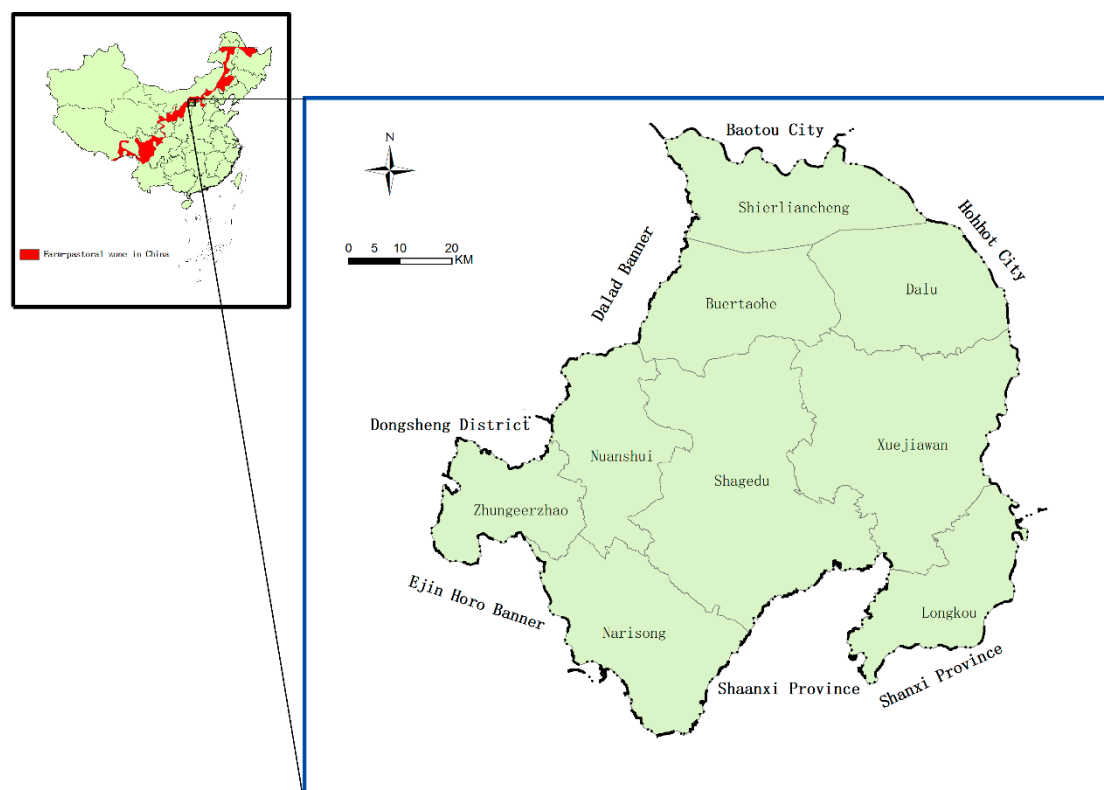 Farm-pastoral zone in China
N
0 5 10 20
KM
Baotou City
Hohhot City
Dalad Banner
Dongsheng District
Ejin Horo Banner
Shaanxi Province
Shanxi Province
Shierliancheng
Buertaohe
Dalu
Nuanshui
Shagedu
Xuejiawan
Zhungeerzhao
Narisong
Longkou